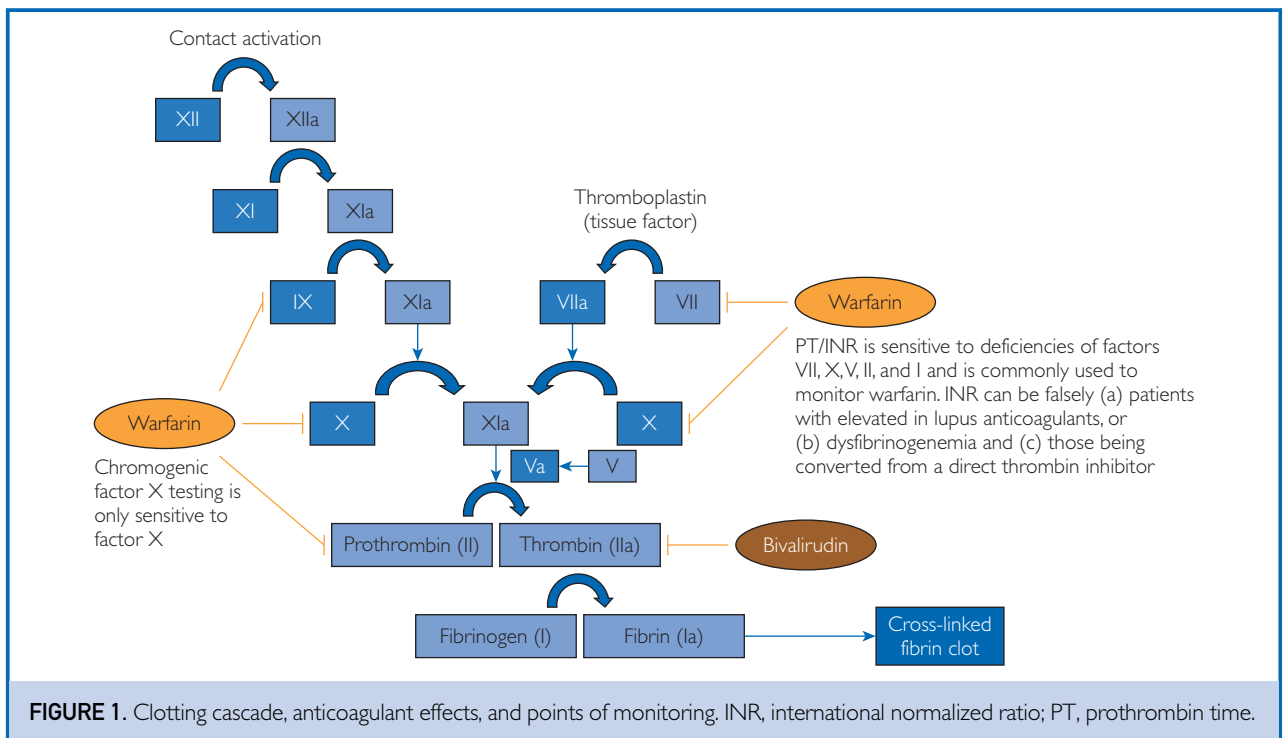 Contact activation
XII
XIIa
XI
XIa
Thromboplastin
(tissue factor)
IX
XIa
VIIa
VII
Warfarin
PT/INR is sensitive to deficiencies of factors
VII, X, V, II, and I and is commonly used to
monitor warfarin. INR can be falsely (a) patients
with elevated in lupus anticoagulants, or
(b) dysfibrinogenemia and (c) those being
converted from a direct thrombin inhibitor
Warfarin
Chromogenic
factor X testing is
only sensitive to
factor X
X
XIa
X
Va
V
Prothrombin (II)
Thrombin (IIa)
Bivalirudin
Fibrinogen (I)
Fibrin (Ia)
Cross-linked
fibrin clot
FIGURE 1. Clotting cascade, anticoagulant effects, and points of monitoring. INR, international normalized ratio; PT, prothrombin time.